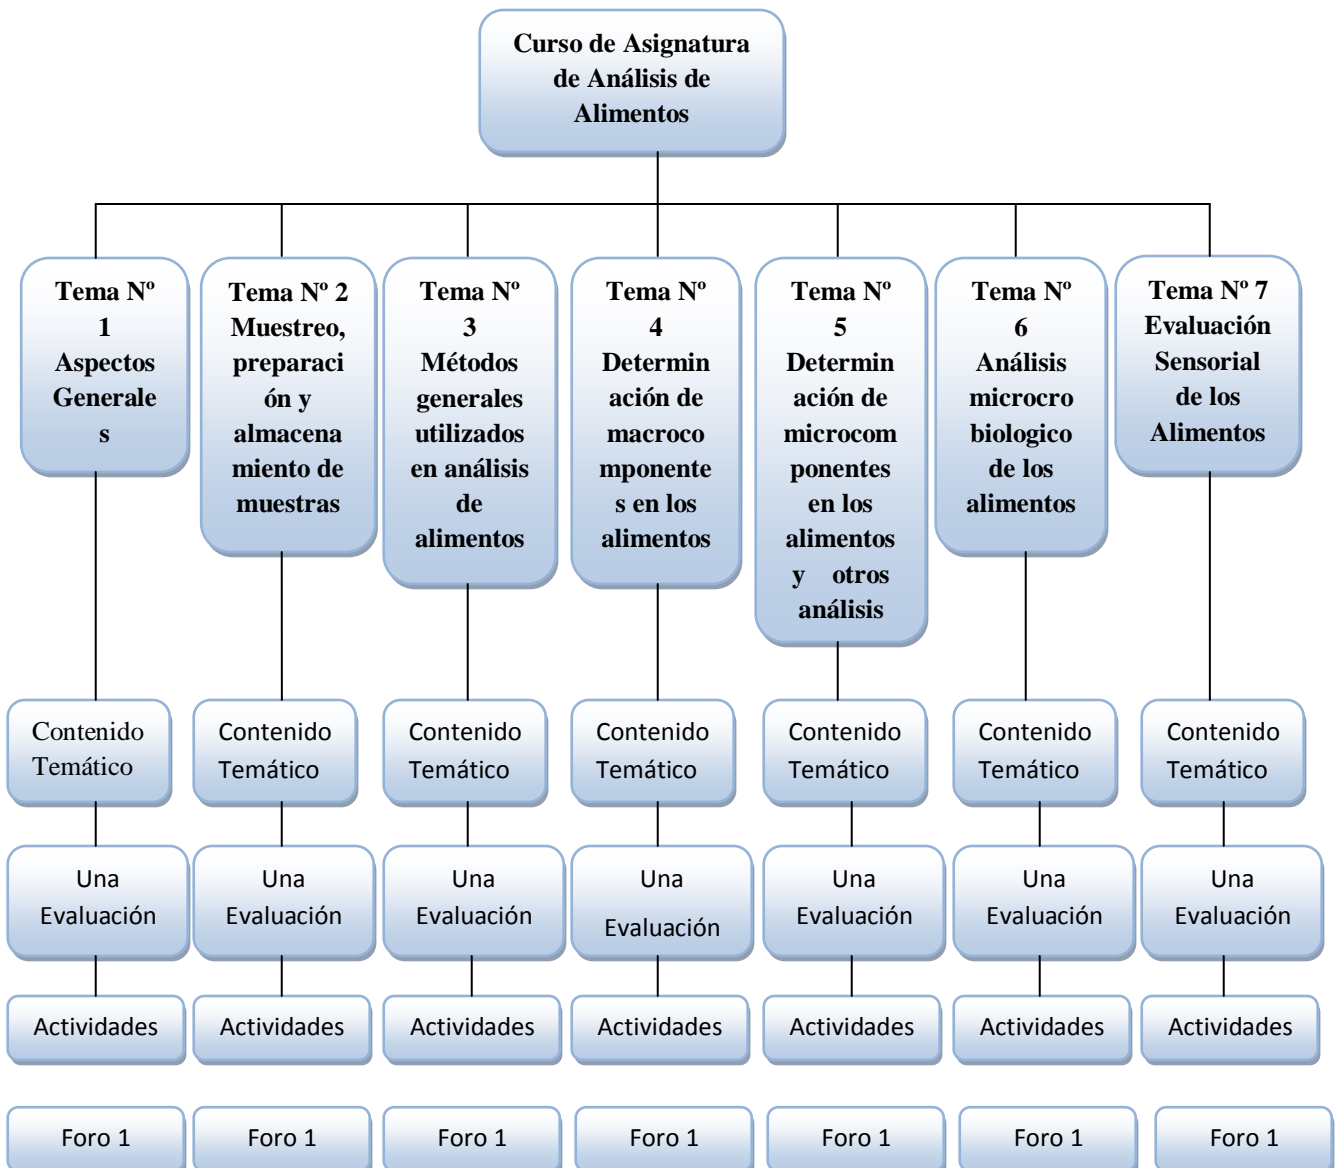 Curso de Asignatura
de Análisis de
Alimentos
Tema Nº
1
Aspectos
Generale
s
Tema Nº 2
Muestreo,
preparaci
ón y
almacena
miento de
muestras
Tema Nº
3
Métodos
generales
utilizados
en análisis
de
alimentos
Tema Nº
4
Determin
ación de
macroco
mponente
s en los
alimentos
Tema Nº
5
Determin
ación de
microcom
ponentes
en los
alimentos
y otros
análisis
Tema Nº
6
Análisis
microcro
biologico
de los
alimentos
Tema Nº 7
Evaluación
Sensorial
de los
Alimentos
Contenido
Temático
Contenido
Temático
Contenido
Temático
Contenido
Temático
Contenido
Temático
Contenido
Temático
Contenido
Temático
Una
Evaluación
Una
Evaluación
Una
Evaluación
Una
Evaluación
Una
Evaluación
Una
Evaluación
Una
Evaluación
Actividades
Actividades
Actividades
Actividades
Actividades
Actividades
Actividades
Foro 1
Foro 1
Foro 1
Foro 1
Foro 1
Foro 1
Foro 1